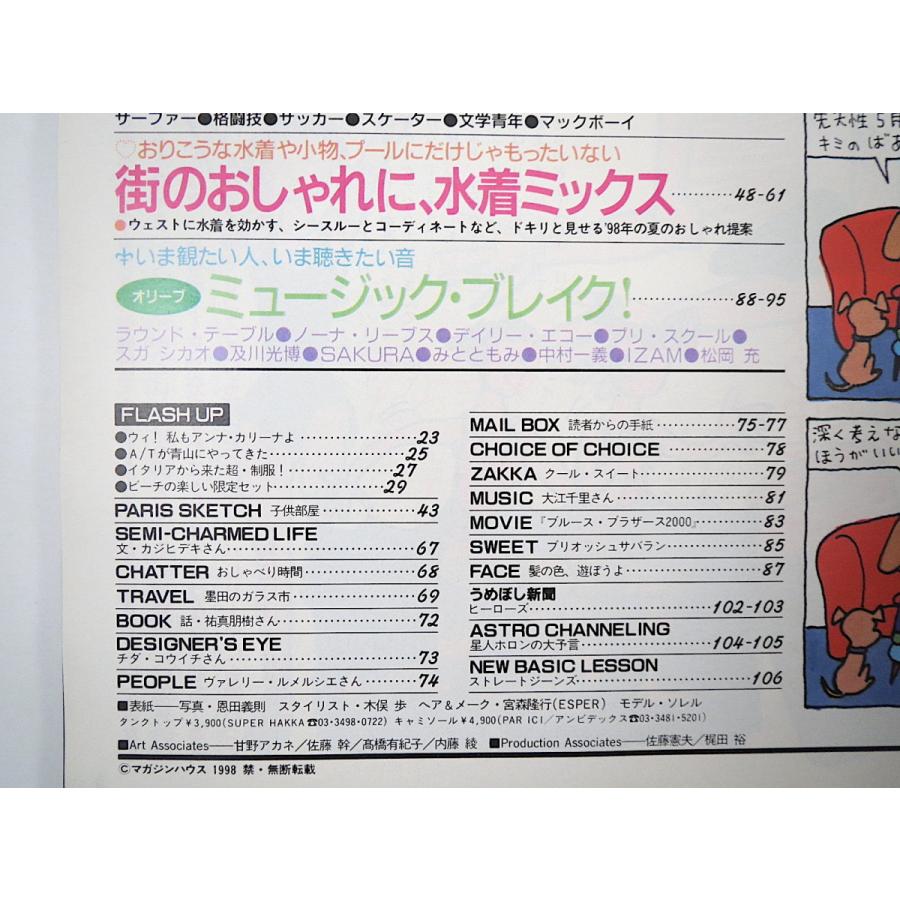 サーファー●格闘技●サッカー●スケーター●文学青年●マックボーイ
♡おりこうな水着や小物、プールにだけじゃもったいない
街のおしゃれに、水着ミックス………48-61
●ウェストに水着を効かす、シースルーとコーディネートなど、ドキリと見せる'98年の夏のおしゃれ提案
いま観たい人、いま聴きたい音
オリーブ ミュージック・ブレイク!………88-95
ラウンド・テーブル●ノーナ・リーブス●デイリー・エコー●プリ・スクール●
スガ シカオ●及川光博●SAKURA●みとともみ●中村一義●IZAM●松岡 充
FLASH UP
●ウィ! 私もアンナ・カリーナよ………23
●A/Tが青山にやってきた………25
●イタリアから来た超・制服!………27
●ビーチの楽しい限定セット………29
PARIS SKETCH 子供部屋………43
SEMI-CHARMED LIFE
文・カジヒデキさん………67
CHATTER おしゃべり時間………68
TRAVEL 墨田のガラス市………69
BOOK 話・祐真朋樹さん………72
DESIGNER'S EYE
チダ・コウイチさん………73
PEOPLE ヴァレリー・ルメルシエさん………74
MAIL BOX 読者からの手紙………75-77
CHOICE OF CHOICE………78
ZAKKA クール・スイート………79
MUSIC 大江千里さん………81
MOVIE 『ブルース・ブラザース2000』………83
SWEET ブリオッシュサバラン………85
FACE 髪の色、遊ぼうよ………87
うめぼし新聞
ヒーローズ………102-103
ASTRO CHANNELING
星人ホロンの大予言………104-105
NEW BASIC LESSON
ストレートジーンズ………106
■表紙——写真・恩田義則 スタイリスト・木俣 歩 ヘア&メーク・宮森隆行(ESPER) モデル・ソレル
タンクトップ¥3,900(SUPER HAKKA☎03・3498・0722) キャミソール¥4,900(PAR ICI/アンビデックス☎03・3481・5201)
■Art Associates——甘野アカネ/佐藤 幹/髙橋有紀子/内藤 綾 ■Production Associates——佐藤憲夫/梶田 裕
©マガジンハウス 1998 禁・無断転載
先天性5月
キミのばあ
深く考えな
ほうがいい